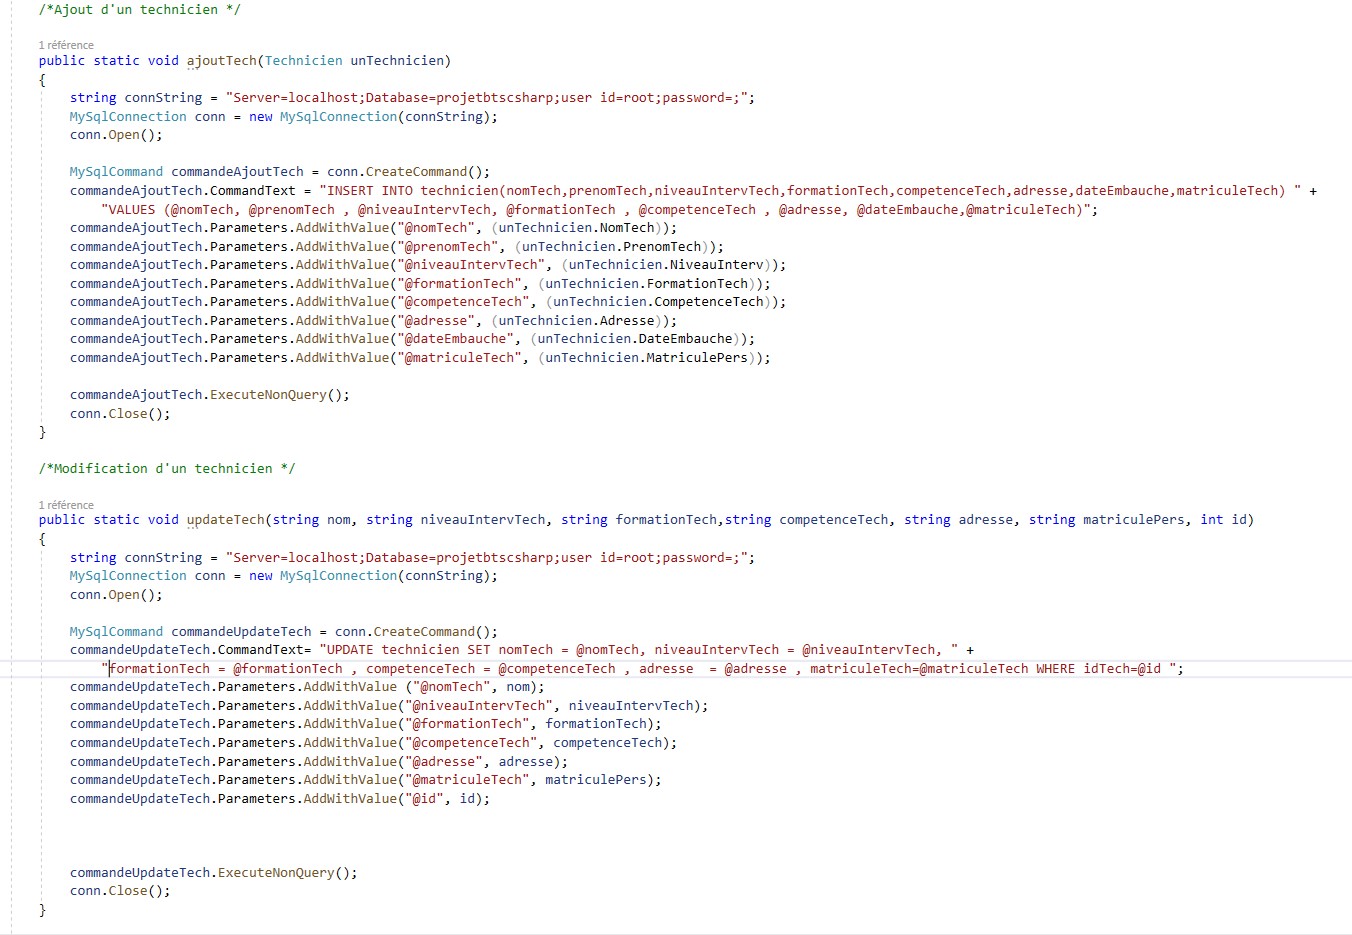 /*Ajout d'un technicien */
1 référence
public static void ajoutTech(Technicien unTechnicien)
{
string connString = "Server=localhost;Database=projetbtscsharp;user id=root;password=;";
MySqlConnection conn = new MySqlConnection(connString);
conn.Open();
MySqlCommand commandeAjoutTech = conn.CreateCommand();
commandeAjoutTech.CommandText = "INSERT INTO technicien(nomTech,prenomTech,niveauIntervTech,formationTech,competenceTech,adresse,dateEmbauche,matriculeTech) " +
"VALUES (@nomTech, @prenomTech , @niveauIntervTech, @formationTech , @competenceTech , @adresse, @dateEmbauche,@matriculeTech)";
commandeAjoutTech.Parameters.AddWithValue("@nomTech", (unTechnicien.NomTech));
commandeAjoutTech.Parameters.AddWithValue("@prenomTech", (unTechnicien.PrenomTech));
commandeAjoutTech.Parameters.AddWithValue("@niveauIntervTech", (unTechnicien.NiveauInterv));
commandeAjoutTech.Parameters.AddWithValue("@formationTech", (unTechnicien.FormationTech));
commandeAjoutTech.Parameters.AddWithValue("@competenceTech", (unTechnicien.CompetenceTech));
commandeAjoutTech.Parameters.AddWithValue("@adresse", (unTechnicien.Adresse));
commandeAjoutTech.Parameters.AddWithValue("@dateEmbauche", (unTechnicien.DateEmbauche));
commandeAjoutTech.Parameters.AddWithValue("@matriculeTech", (unTechnicien.MatriculePers));
commandeAjoutTech.ExecuteNonQuery();
conn.Close();
}
/*Modification d'un technicien */
1 référence
public static void updateTech(string nom, string niveauIntervTech, string formationTech,string competenceTech, string adresse, string matriculePers, int id)
{
string connString = "Server=localhost;Database=projetbtscsharp;user id=root;password=;";
MySqlConnection conn = new MySqlConnection(connString);
conn.Open();
MySqlCommand commandeUpdateTech = conn.CreateCommand();
commandeUpdateTech.CommandText= "UPDATE technicien SET nomTech = @nomTech, niveauIntervTech = @niveauIntervTech, " +
"formationTech = @formationTech , competenceTech = @competenceTech , adresse  = @adresse , matriculeTech=@matriculeTech WHERE idTech=@id ";
commandeUpdateTech.Parameters.AddWithValue ("@nomTech", nom);
commandeUpdateTech.Parameters.AddWithValue("@niveauIntervTech", niveauIntervTech);
commandeUpdateTech.Parameters.AddWithValue("@formationTech", formationTech);
commandeUpdateTech.Parameters.AddWithValue("@competenceTech", competenceTech);
commandeUpdateTech.Parameters.AddWithValue("@adresse", adresse);
commandeUpdateTech.Parameters.AddWithValue("@matriculeTech", matriculePers);
commandeUpdateTech.Parameters.AddWithValue("@id", id);
commandeUpdateTech.ExecuteNonQuery();
conn.Close();
}